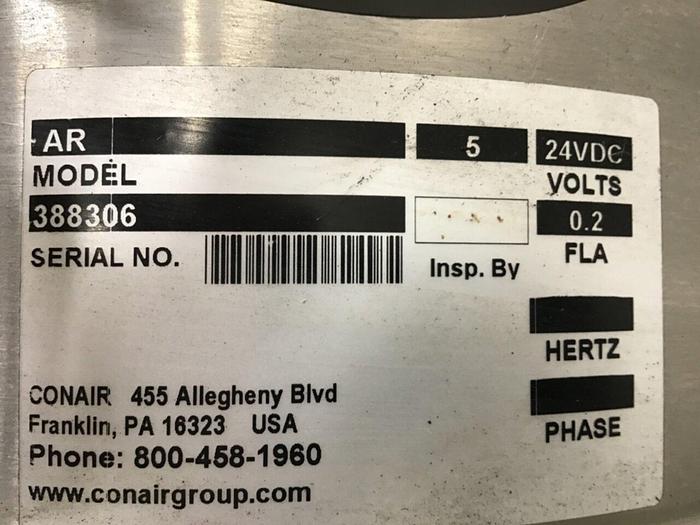 AR 5 24VDC
MODEL VOLTS
388306 0.2
SERIAL NO. Insp. By FLA
HERTZ
PHASE
CONAIR 455 Allegheny Blvd
Franklin, PA 16323 USA
Phone: 800-458-1960
www.conairgroup.com